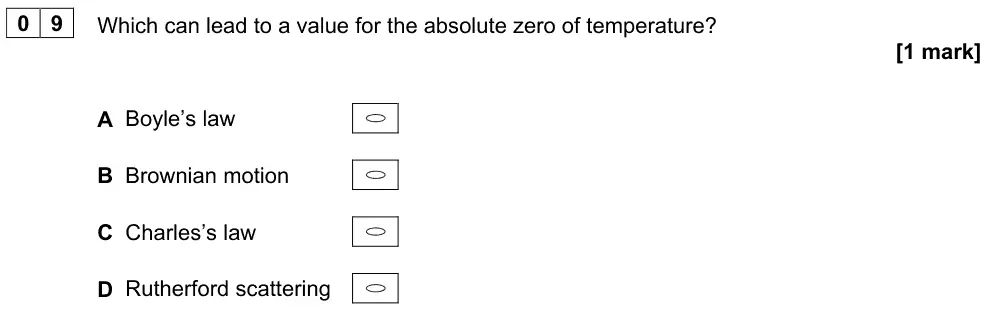 0 9 Which can lead to a value for the absolute zero of temperature?
[1 mark]
A Boyle’s law
B Brownian motion
C Charles’s law
D Rutherford scattering